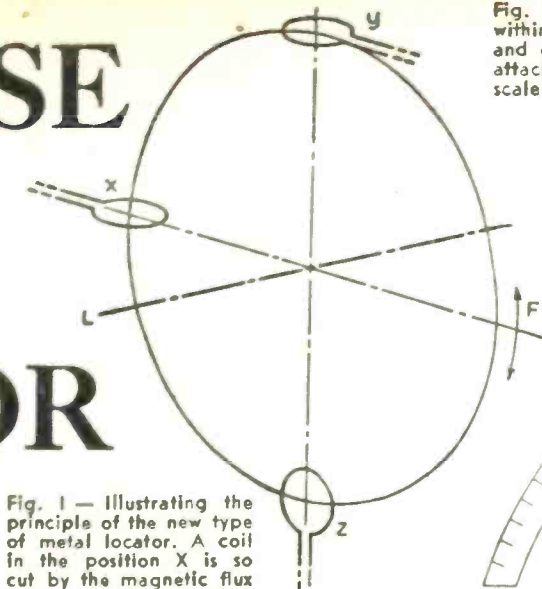 SE
OR
y
x
L
F
z
Fig.
within
and
attac
scale
Fig. 1 — Illustrating the
principle of the new type
of metal locator. A coil
in the position X is so
cut by the magnetic flux